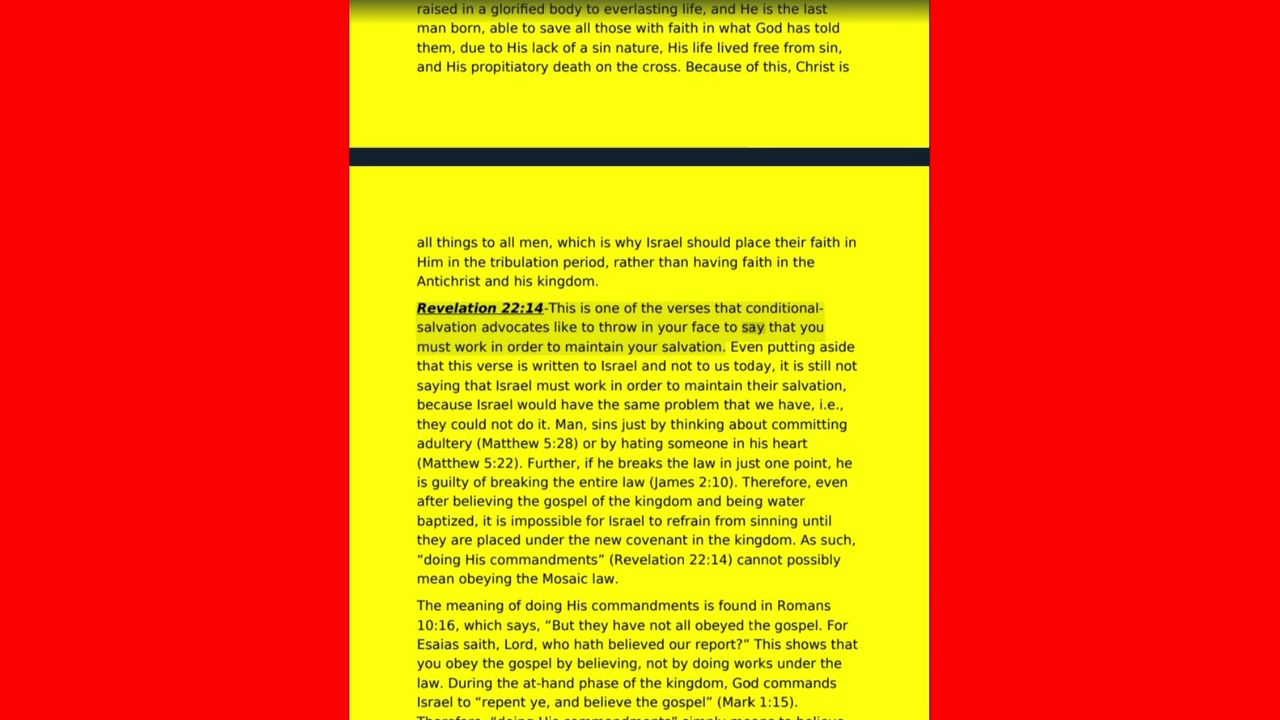 raised in a glorified body to everlasting life, and He is the last
man born, able to save all those with faith in what God has told
them, due to His lack of a sin nature, His life lived free from sin,
and His propitiatory death on the cross. Because of this, Christ is
all things to all men, which is why Israel should place their faith in
Him in the tribulation period, rather than having faith in the
Antichrist and his kingdom.
Revelation 22:14-This is one of the verses that conditional-
salvation advocates like to throw in your face to say that you
must work in order to maintain your salvation. Even putting aside
that this verse is written to Israel and not to us today, it is still not
saying that Israel must work in order to maintain their salvation,
because Israel would have the same problem that we have, i.e.,
they could not do it. Man, sins just by thinking about committing
adultery (Matthew 5:28) or by hating someone in his heart
(Matthew 5:22). Further, if he breaks the law in just one point, he
is guilty of breaking the entire law (James 2:10). Therefore, even
after believing the gospel of the kingdom and being water
baptized, it is impossible for Israel to refrain from sinning until
they are placed under the new covenant in the kingdom. As such,
“doing His commandments” (Revelation 22:14) cannot possibly
mean obeying the Mosaic law.
The meaning of doing His commandments is found in Romans
10:16, which says, “But they have not all obeyed the gospel. For
Esaias saith, Lord, who hath believed our report?” This shows that
you obey the gospel by believing, not by doing works under the
law. During the at-hand phase of the kingdom, God commands
Israel to “repent ye, and believe the gospel” (Mark 1:15).
Therefore, “doing His commandments” simply means to believe